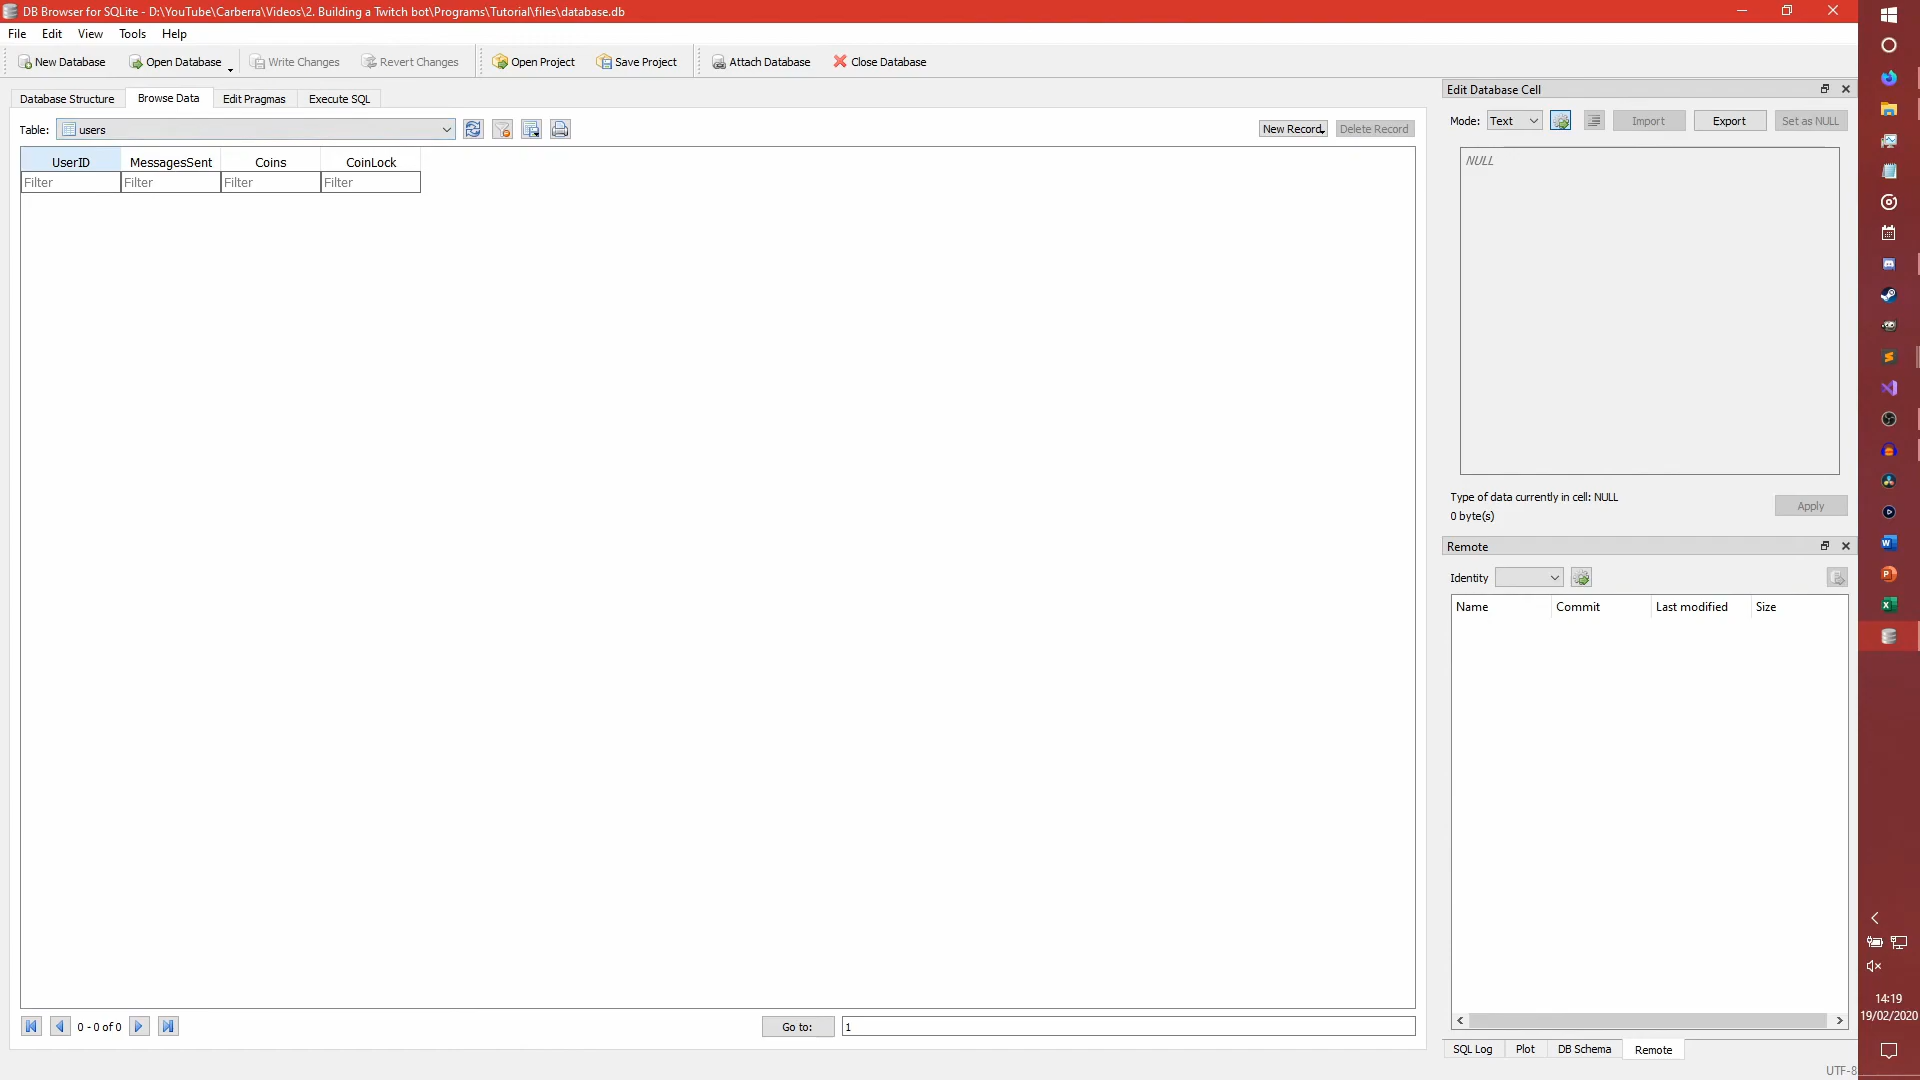 DB Browser for SQLite - D:\YouTube\Carberra\Videos\2. Building a Twitch bot\Programs\Tutorial\files\database.db
File Edit View Tools Help
New Database Open Database Write Changes Revert Changes Open Project Save Project Attach Database Close Database
Edit Database Cell
Database Structure Browse Data Edit Pragmas Execute SQL
Mode: Text Import Export Set as NULL
Table: users New Record Delete Record
UserID MessagesSent Coins CoinLock
Filter Filter Filter Filter
NULL
Type of data currently in cell: NULL
0 byte(s)
Apply
Remote
Identity
Name Commit Last modified Size
0 - 0 of 0
Go to: 1
SQL Log Plot DB Schema Remote
UTF-8
14:19
19/02/2020